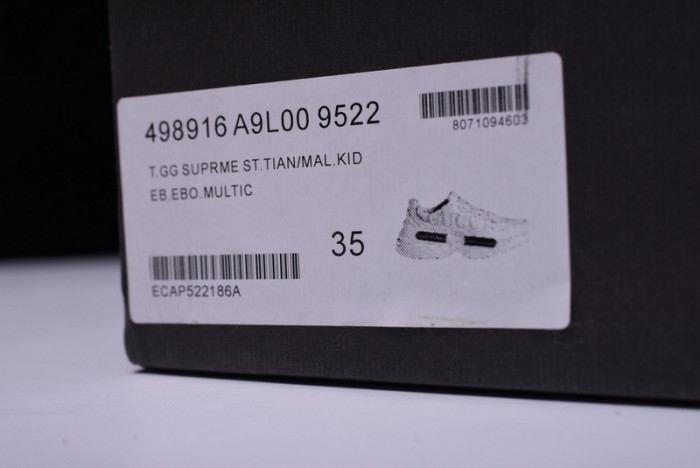 498916 A9L00 9522
8071094603
T.GG SUPRME ST.TIAN/MAL.KID
EB.EBO.MULTIC
35
ECAP522186A